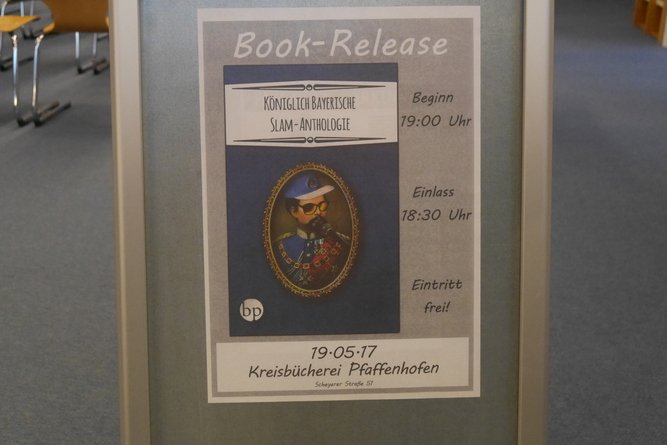 Book-Release
KÖNIGLICH BAYERISCHE
SLAM-ANTHOLOGIE
bp
Beginn
19:00 Uhr
Einlass
18:30 Uhr
Eintritt
frei!
19·05·17
Kreisbücherei Pfaffenhofen
Scheyerer Straße 51